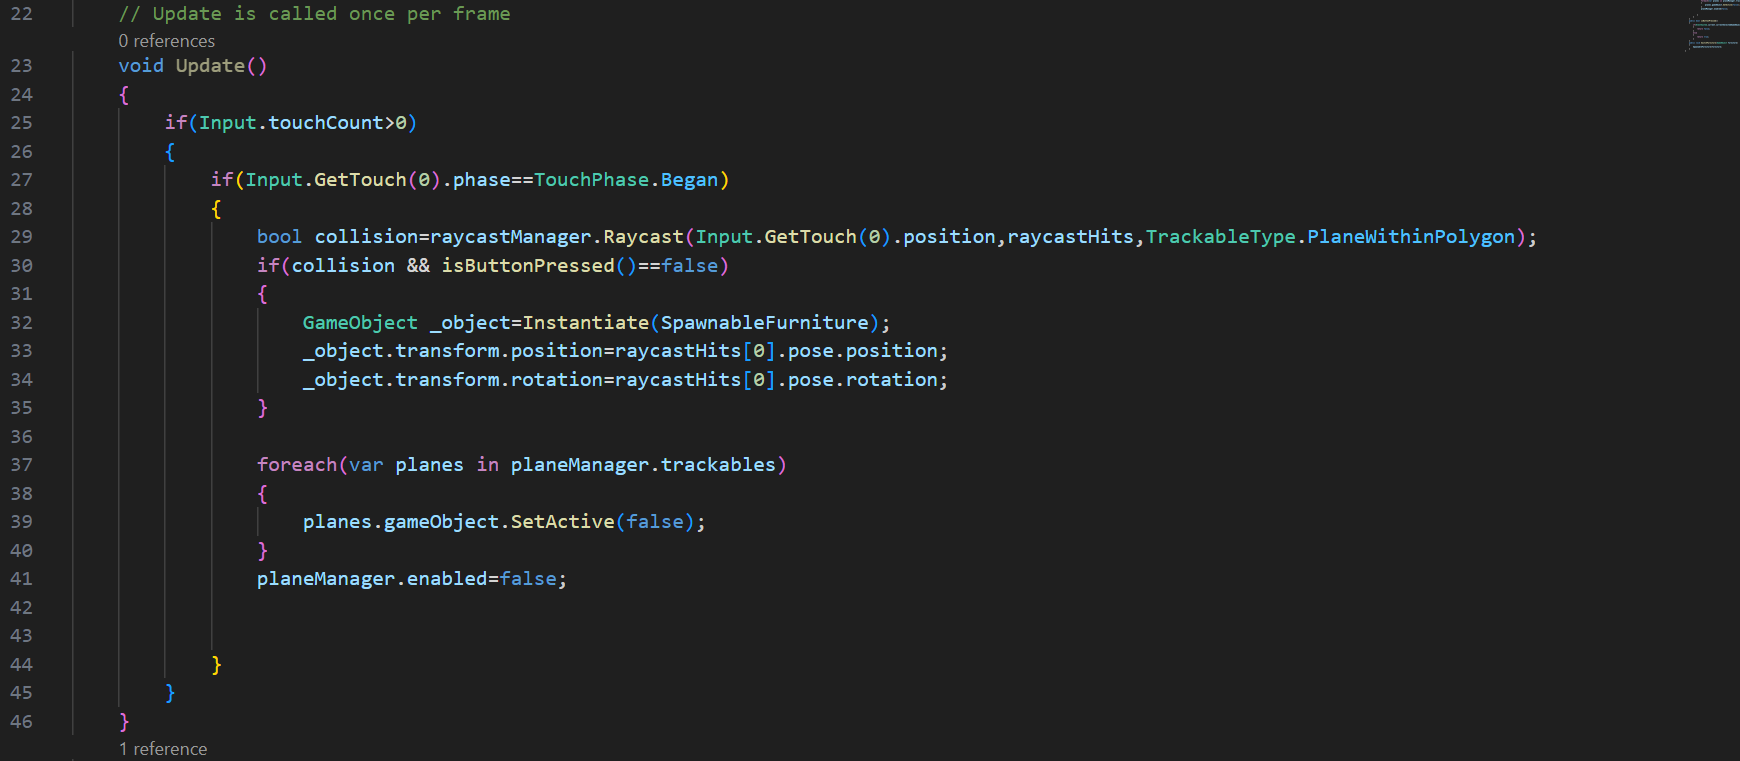 22 // Update is called once per frame
0 references
23 void Update()
24 {
25 if(Input.touchCount>0)
26 {
27 if(Input.GetTouch(0).phase==TouchPhase.Began)
28 {
29 bool collision=raycastManager.Raycast(Input.GetTouch(0).position,raycastHits,TrackableType.PlaneWithinPolygon);
30 if(collision && isButtonPressed()==false)
31 {
32 GameObject _object=Instantiate(SpawnableFurniture);
33 _object.transform.position=raycastHits[0].pose.position;
34 _object.transform.rotation=raycastHits[0].pose.rotation;
35 }
36
37 foreach(var planes in planeManager.trackables)
38 {
39 planes.gameObject.SetActive(false);
40 }
41 planeManager.enabled=false;
42
43
44 }
45 }
46 }
1 reference